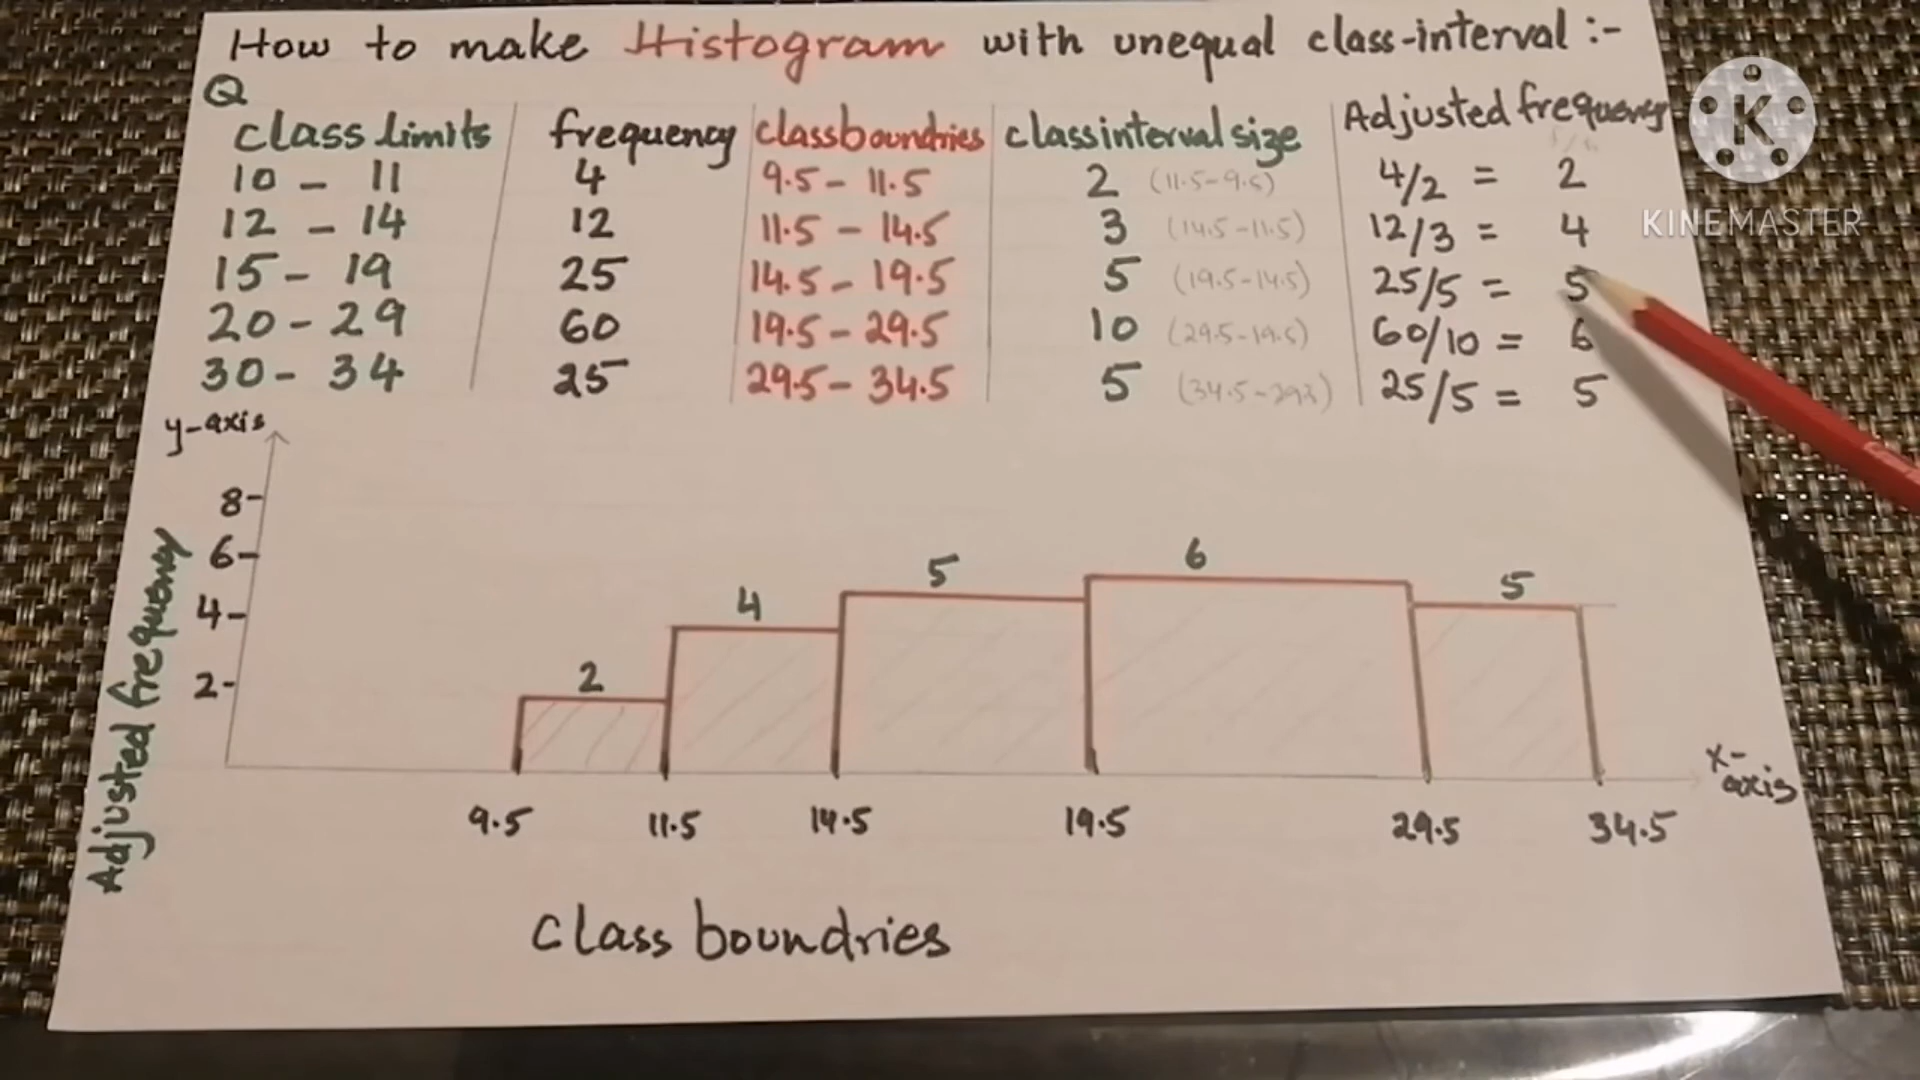 How to make Histogram with unequal class-interval :-
Q
class limits frequency classboundries classinterval size Adjusted frequency
10 - 11 4 9.5 - 11.5 2 (11.5-9.5) 4/2 = 2
12 - 14 12 11.5 - 14.5 3 (14.5-11.5) 12/3 = 4
15 - 19 25 14.5 - 19.5 5 (19.5-14.5) 25/5 = 5
20 - 29 60 19.5 - 29.5 10 (29.5-19.5) 60/10 = 6
30 - 34 25 29.5 - 34.5 5 25/5 = 5
K
KINEMASTER
y-axis
8
6
4
2
Adjusted frequency
2
4
5
6
5
9.5 11.5 14.5 19.5 29.5 34.5
x-
axis
class boundries